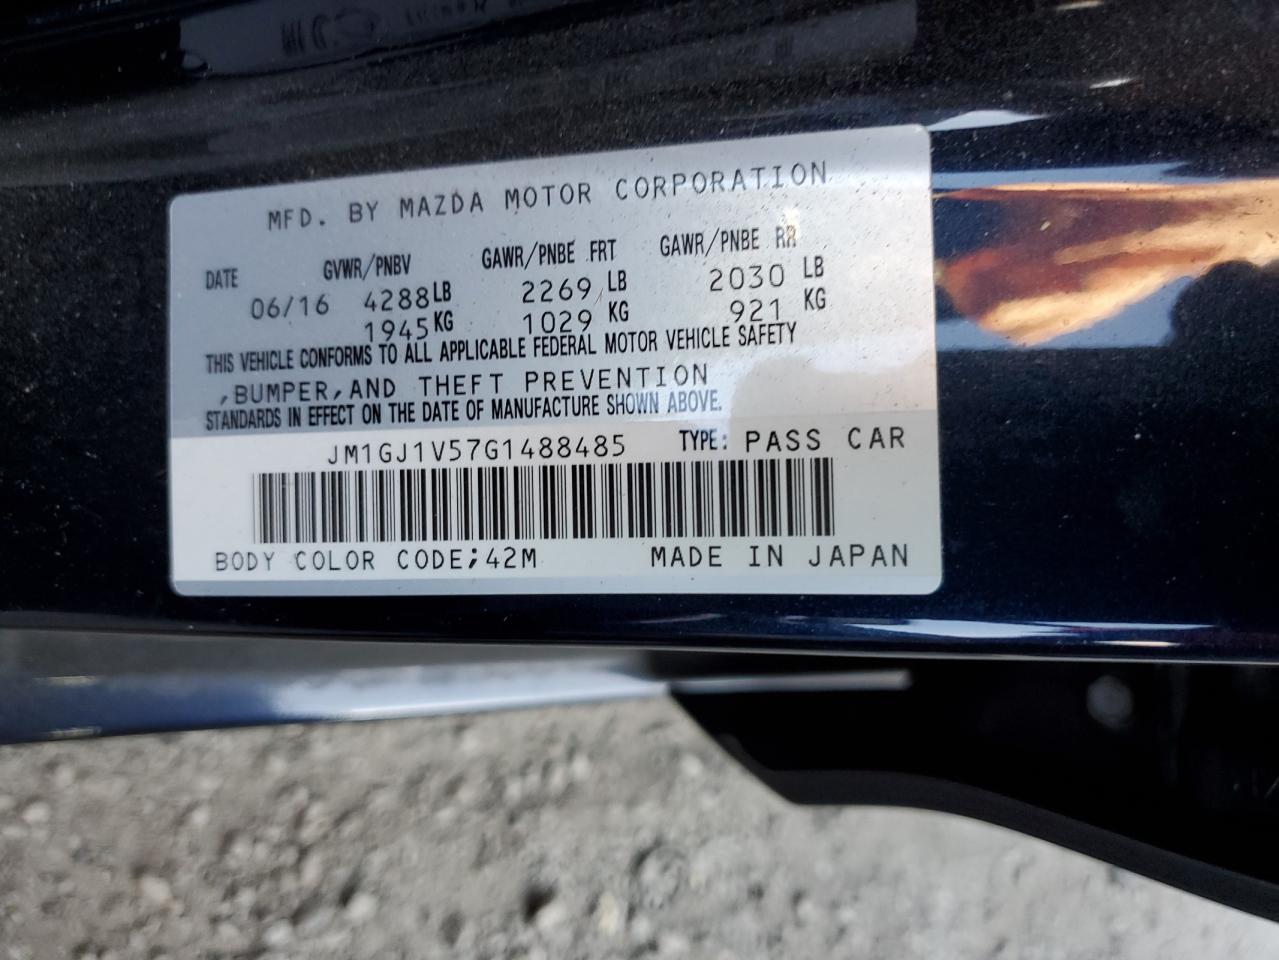 MFD. BY MAZDA MOTOR CORPORATION
DATE GVWR/PNBV GAWR/PNBE FRT GAWR/PNBE RR
06/16 4288LB 2269 LB 2030 LB
1945KG 1029 KG 921 KG
THIS VEHICLE CONFORMS TO ALL APPLICABLE FEDERAL MOTOR VEHICLE SAFETY
,BUMPER,AND THEFT PREVENTION
STANDARDS IN EFFECT ON THE DATE OF MANUFACTURE SHOWN ABOVE.
JM1GJ1V57G1488485 TYPE: PASS CAR
BODY COLOR CODE;42M MADE IN JAPAN